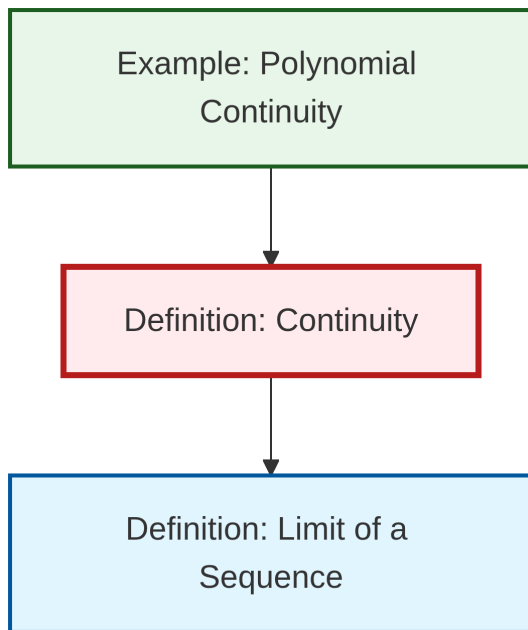 Example: Polynomial
Continuity
Definition: Continuity
Definition: Limit of a
Sequence